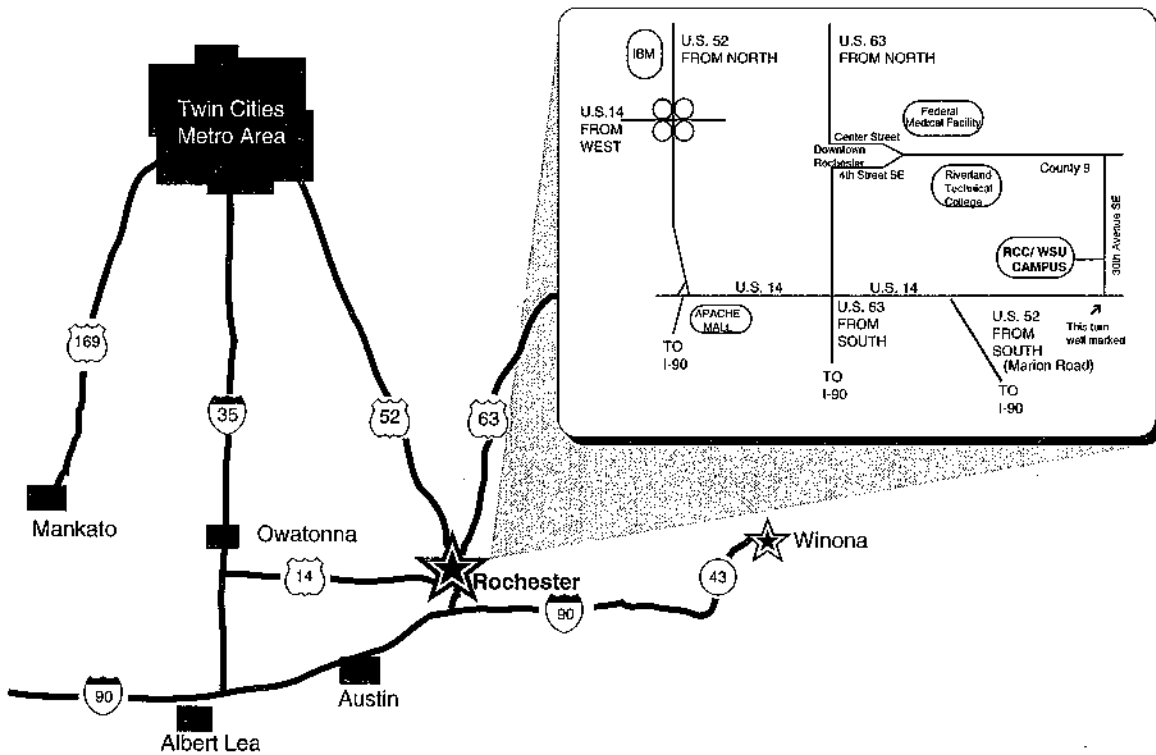 Twin Cities
Metro Area
169
35
52
63
Mankato
Owatonna
14
Rochester
Winona
43
90
90
Austin
Albert Lea
IBM
U.S. 52
FROM NORTH
U.S. 63
FROM NORTH
U.S.14
FROM
WEST
Federal
Medical Facility
Center Street
Downtown
Rochester
4th Street SE
Riverland
Technical
College
County 9
30th Avenue SE
RCC/ WSU
CAMPUS
U.S. 14
U.S. 14
APACHE
MALL
TO
I-90
U.S. 63
FROM
SOUTH
TO
I-90
U.S. 52
FROM
SOUTH
(Marion Road)
TO
I-90
This turn
well marked